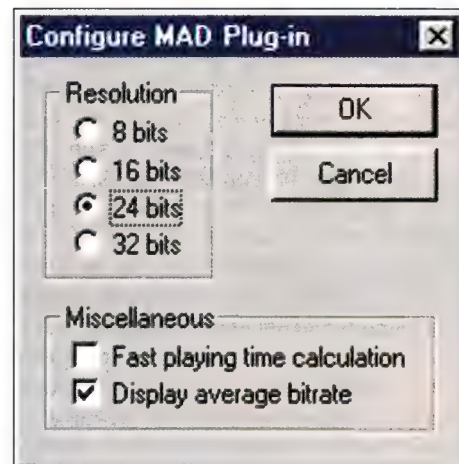 Configure MAD Plug-in
Resolution
8 bits
16 bits
24 bits
32 bits
OK
Cancel
Miscellaneous
Fast playing time calculation
Display average bitrate